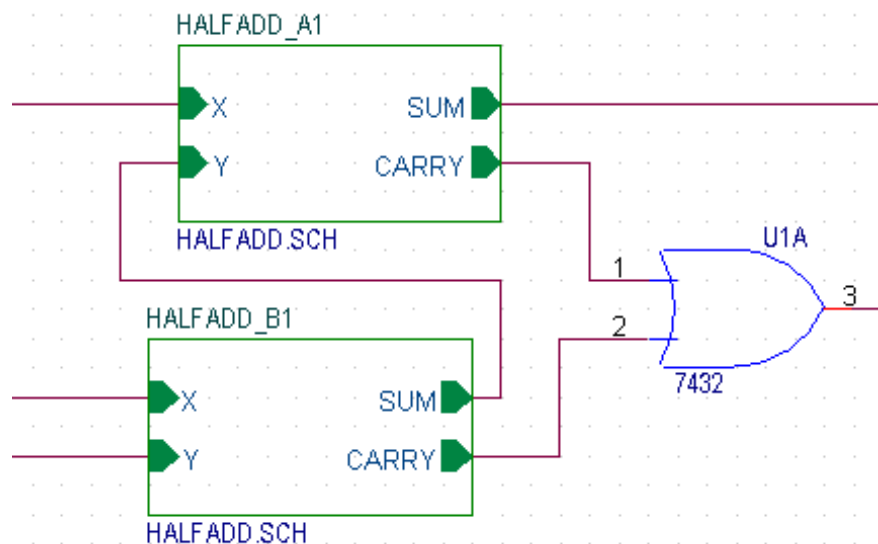 HALFADD_A1
X SUM
Y CARRY
HALFADD.SCH
U1A
1
3
2
7432
HALFADD_B1
X SUM
Y CARRY
HALFADD.SCH